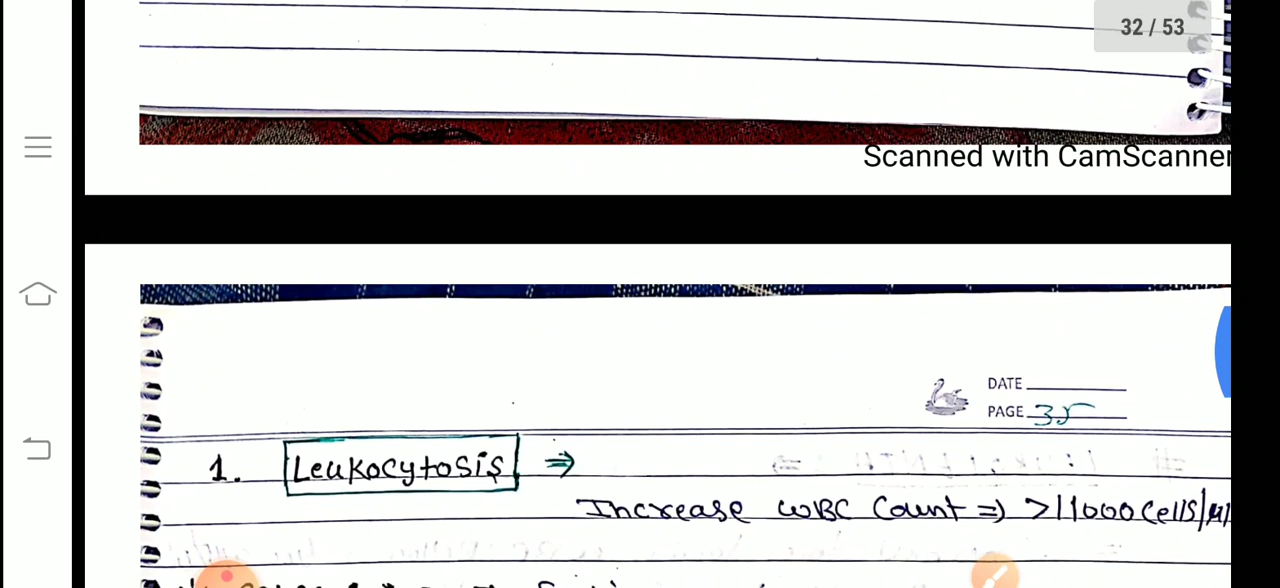 32 / 53
Scanned with CamScanner
DATE
PAGE 35
1. Leukocytosis ⇒
Increase WBC Count ⇒ >11000 Cells/µl